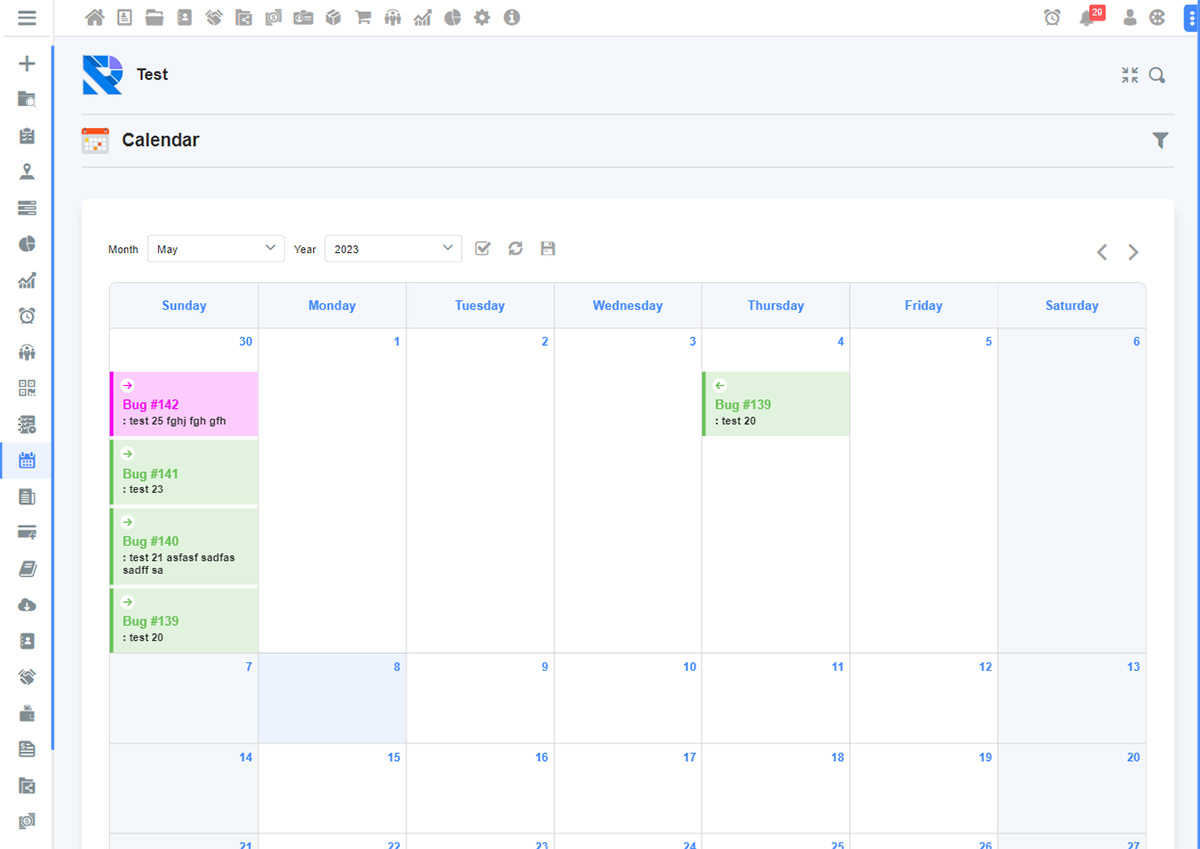 29
Test
Calendar
Month May Year 2023
Sunday Monday Tuesday Wednesday Thursday Friday Saturday
30 1 2 3 4 5 6
Bug #142
: test 25 fghj fgh gfh
Bug #141
: test 23
Bug #140
: test 21 asfasf sadfas
sadff sa
Bug #139
: test 20
Bug #139
: test 20
7 8 9 10 11 12 13
14 15 16 17 18 19 20
21 22 23 24 25 26 27